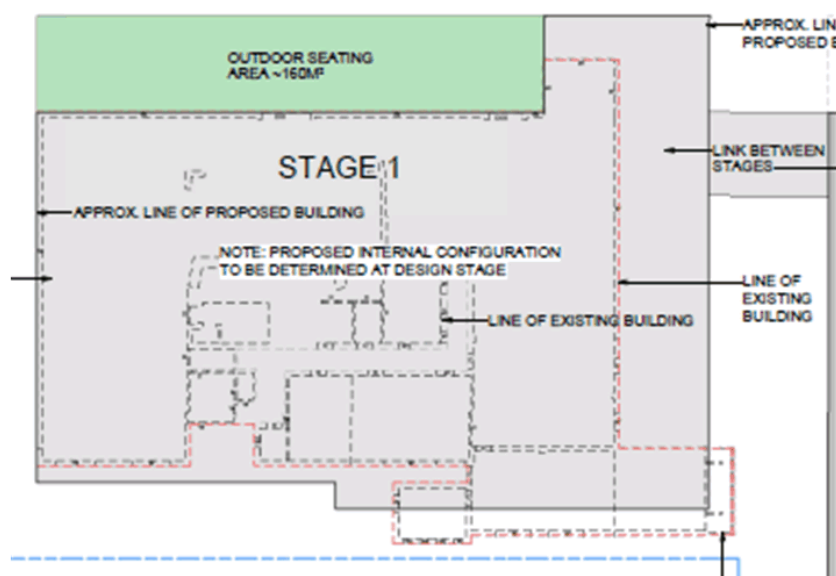 OUTDOOR SEATING
AREA ~160M²
APPROX. LIN
PROPOSED B
STAGE 1
LINK BETWEEN
STAGES
APPROX. LINE OF PROPOSED BUILDING
NOTE: PROPOSED INTERNAL CONFIGURATION
TO BE DETERMINED AT DESIGN STAGE
LINE OF
EXISTING
BUILDING
LINE OF EXISTING BUILDING